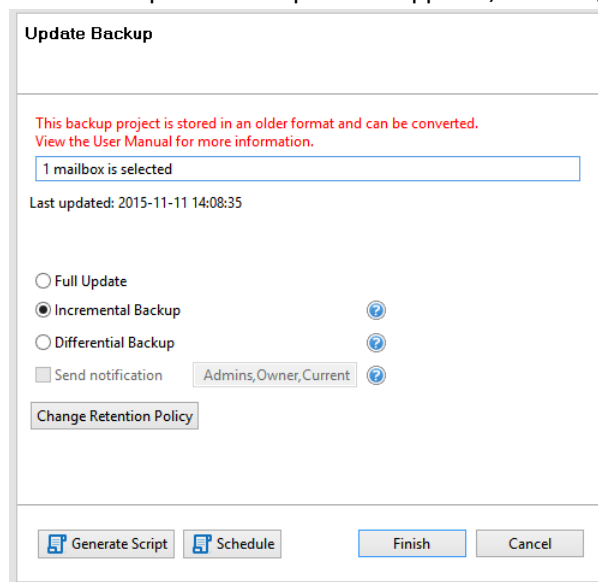 Update Backup
This backup project is stored in an older format and can be converted.
View the User Manual for more information.
1 mailbox is selected
Last updated: 2015-11-11 14:08:35
Full Update
Incremental Backup
?
Differential Backup
?
Send notification Admins,Owner,Current ?
Change Retention Policy
Generate Script Schedule Finish Cancel